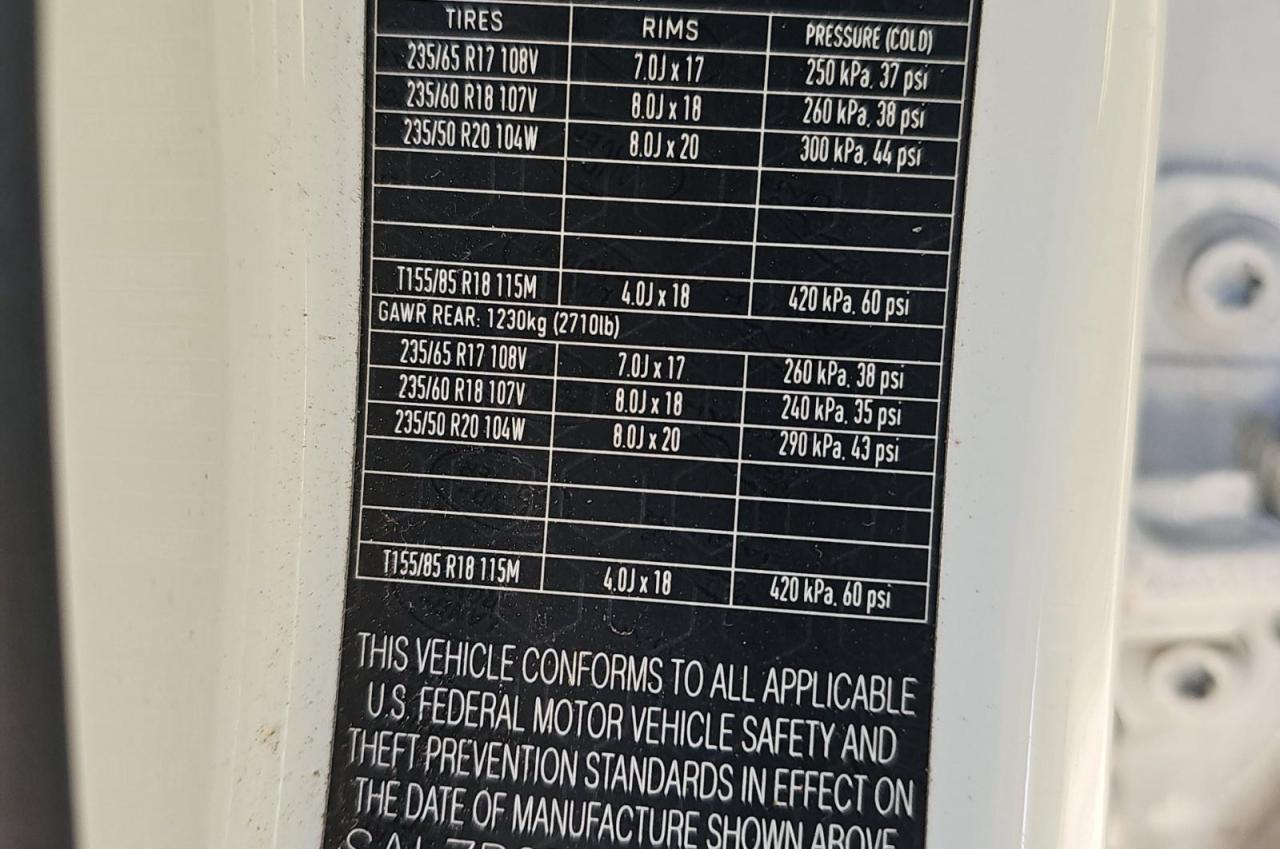 TIRES RIMS PRESSURE (COLD)
235/65 R17 108V 7.0J x 17 250 kPa, 37 psi
235/60 R18 107V 8.0J x 18 260 kPa, 38 psi
235/50 R20 104W 8.0J x 20 300 kPa, 44 psi
T155/85 R18 115M 4.0J x 18 420 kPa, 60 psi
GAWR REAR: 1230kg (2710lb)
235/65 R17 108V 7.0J x 17 260 kPa, 38 psi
235/60 R18 107V 8.0J x 18 240 kPa, 35 psi
235/50 R20 104W 8.0J x 20 290 kPa, 43 psi
T155/85 R18 115M 4.0J x 18 420 kPa, 60 psi
THIS VEHICLE CONFORMS TO ALL APPLICABLE
U.S. FEDERAL MOTOR VEHICLE SAFETY AND
THEFT PREVENTION STANDARDS IN EFFECT ON
THE DATE OF MANUFACTURE SHOWN ABOVE